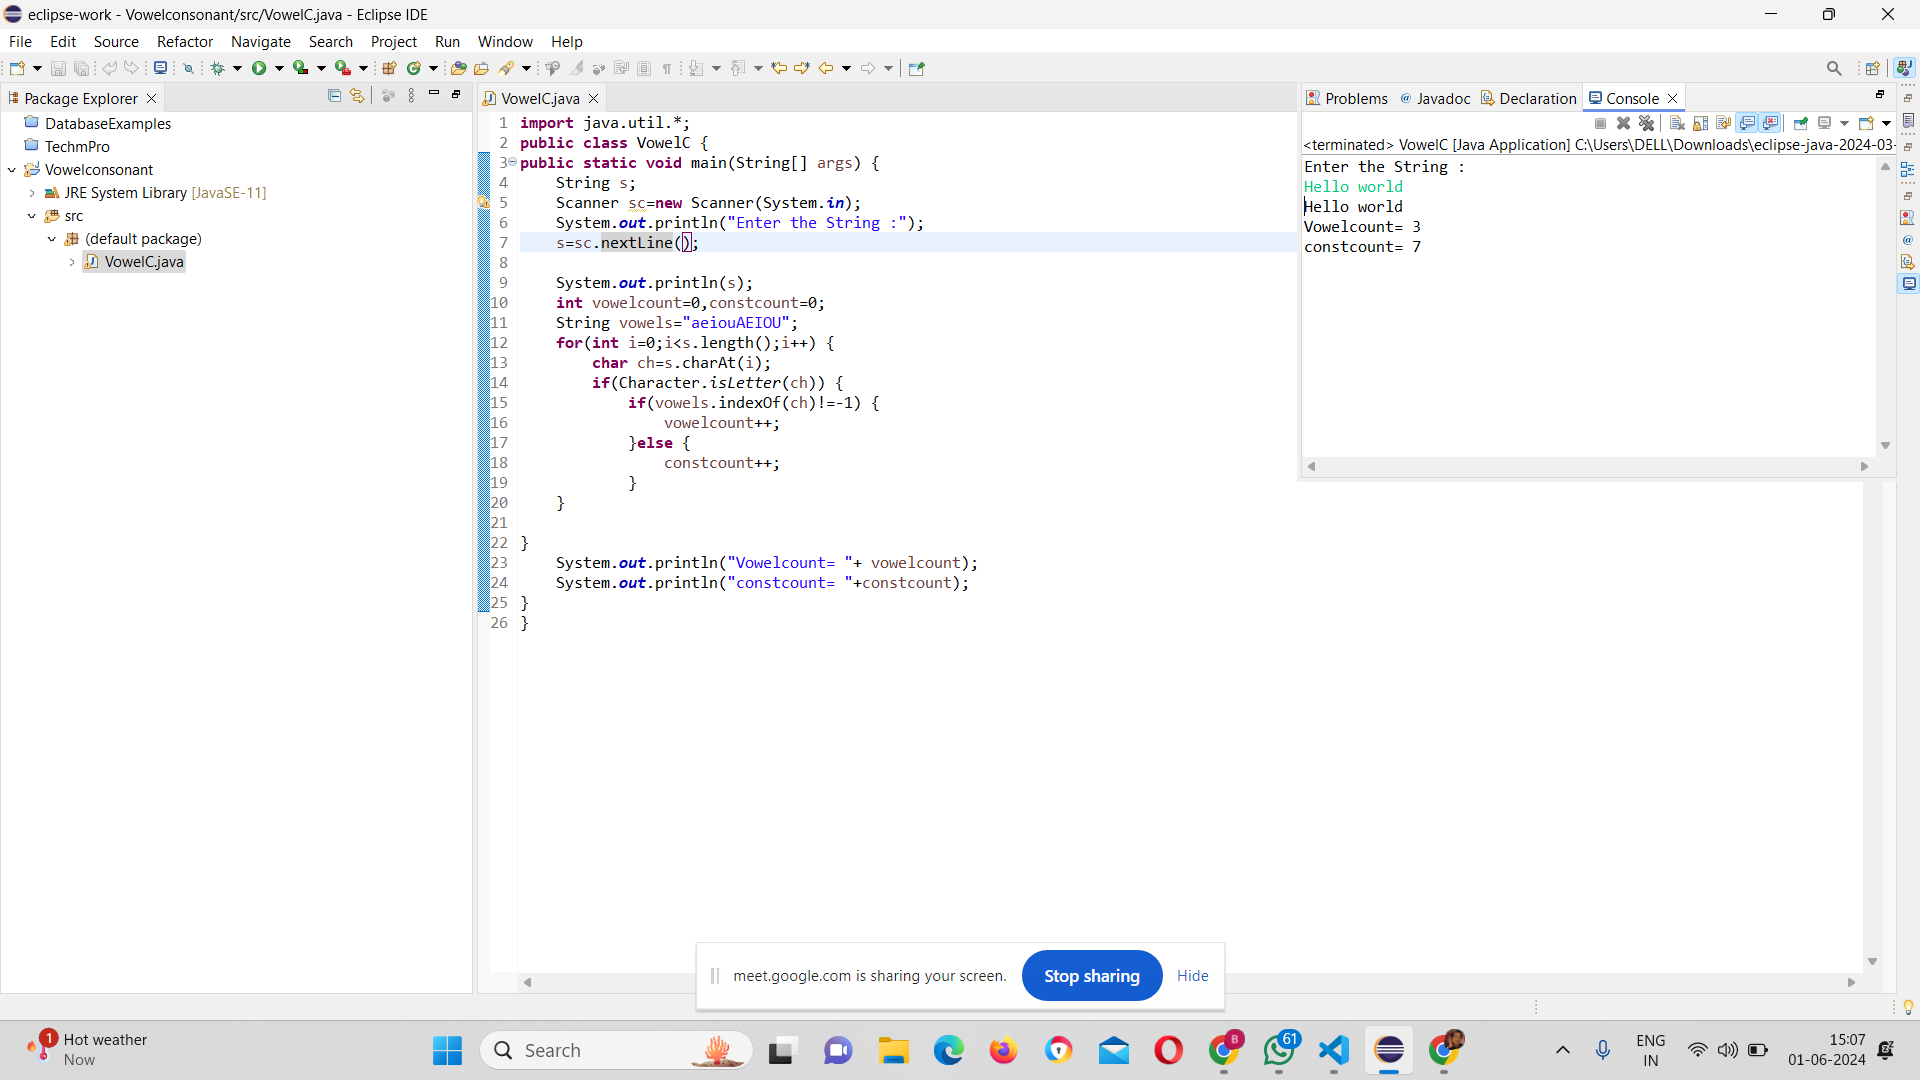 eclipse-work - Vowelconsonant/src/VowelC.java - Eclipse IDE
File Edit Source Refactor Navigate Search Project Run Window Help
Package Explorer
DatabaseExamples
TechmPro
Vowelconsonant
JRE System Library [JavaSE-11]
src
(default package)
VowelC.java
VowelC.java
1 import java.util.*;
2 public class VowelC {
3 public static void main(String[] args) {
4 String s;
5 Scanner sc=new Scanner(System.in);
6 System.out.println("Enter the String :");
7 s=sc.nextLine();
8
9 System.out.println(s);
10 int vowelcount=0,constcount=0;
11 String vowels="aeiouAEIOU";
12 for(int i=0;i<s.length();i++) {
13 char ch=s.charAt(i);
14 if(Character.isLetter(ch)) {
15 if(vowels.indexOf(ch)!=-1) {
16 vowelcount++;
17 }else {
18 constcount++;
19 }
20 }
21
22 }
23 System.out.println("Vowelcount= "+ vowelcount);
24 System.out.println("constcount= "+constcount);
25 }
26 }
Problems @ Javadoc Declaration Console
<terminated> VowelC [Java Application] C:\Users\DELL\Downloads\eclipse-java-2024-03-
Enter the String :
Hello world
Hello world
Vowelcount= 3
constcount= 7
meet.google.com is sharing your screen. Stop sharing Hide
1 Hot weather
Now
Search
B
61
ENG
IN
15:07
01-06-2024